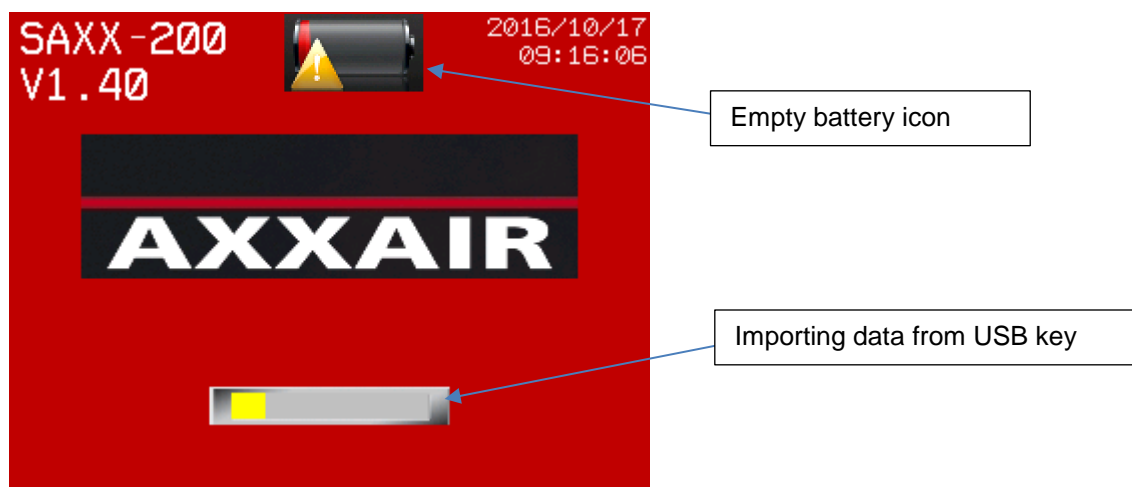 SAXX-200
V1.40
2016/10/17
09:16:06
Empty battery icon
AXXAIR
Importing data from USB key